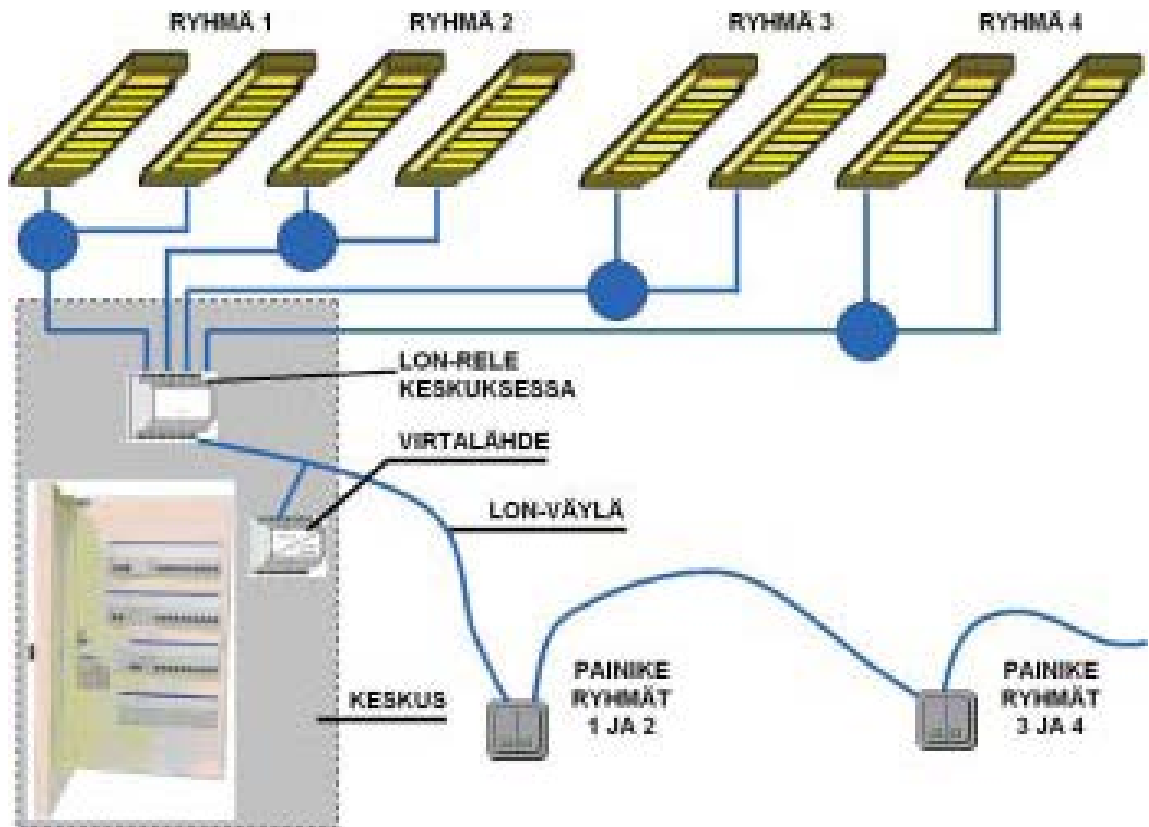 RYHMÄ 1
RYHMÄ 2
RYHMÄ 3
RYHMÄ 4
LON-RELE
KESKUKSESSA
VIRTALÄHDE
LON-VÄYLÄ
KESKUS
PAINIKE
RYHMÄT
1 JA 2
PAINIKE
RYHMÄT
3 JA 4